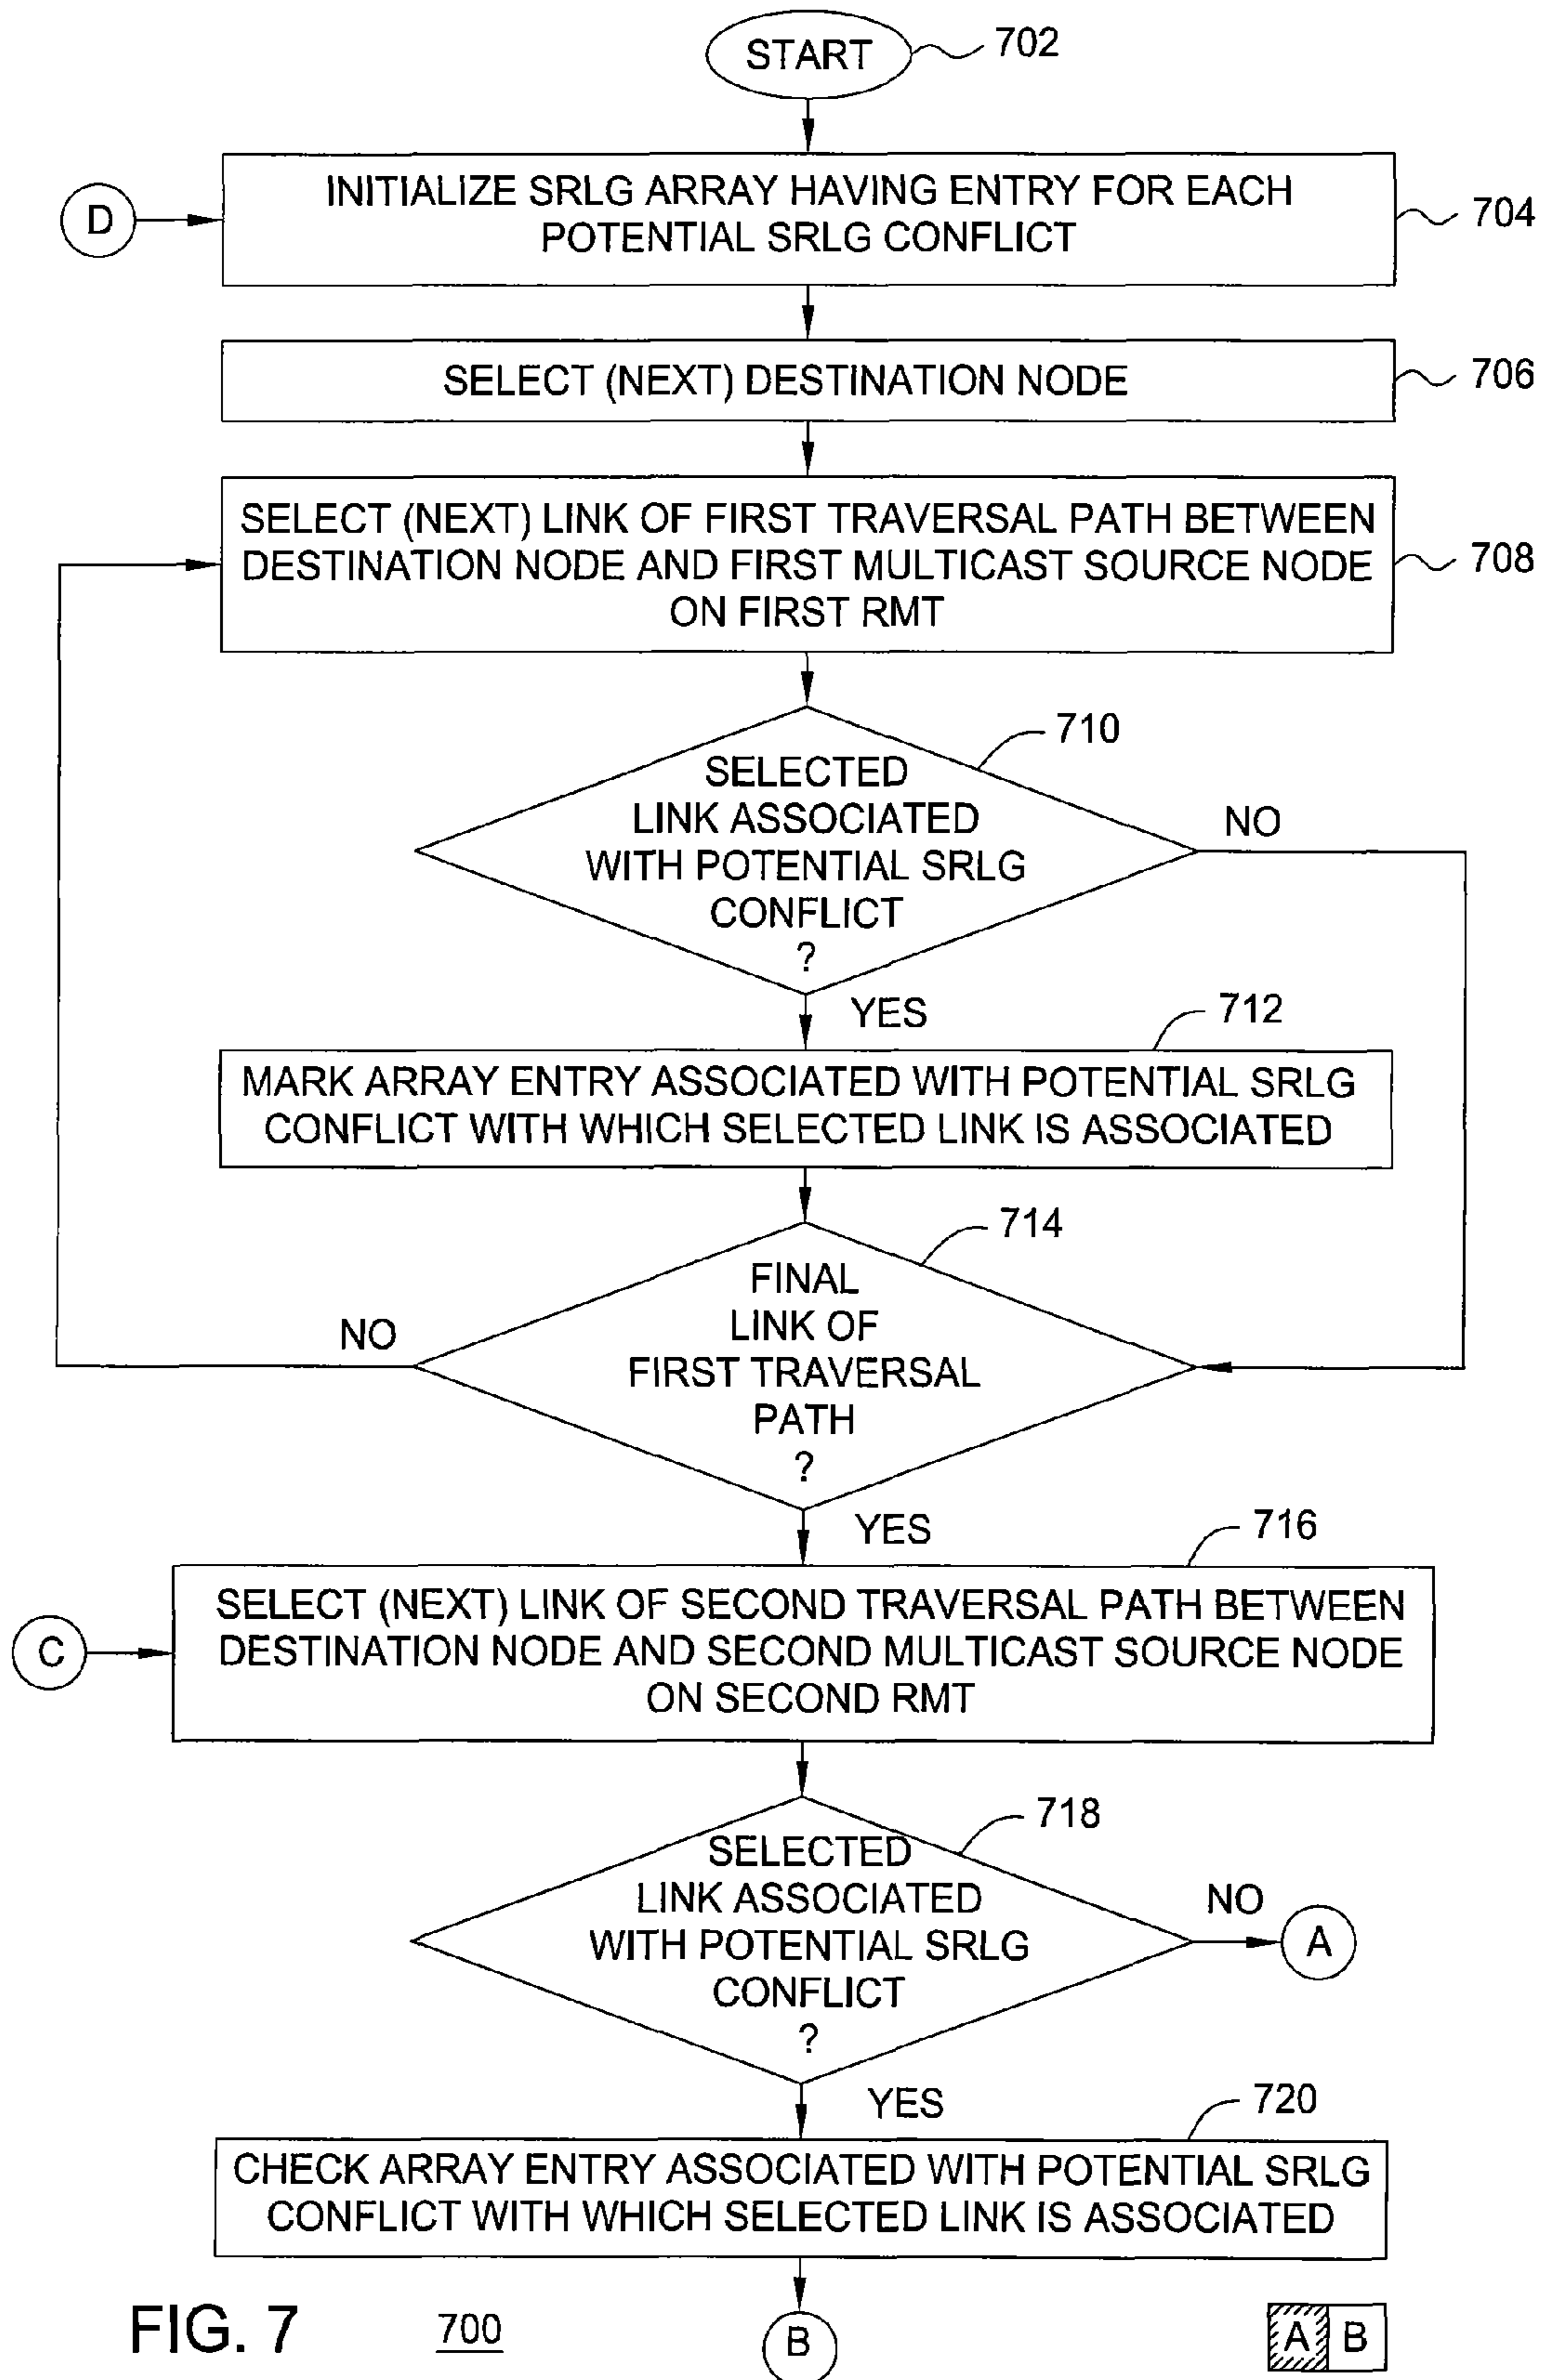 START
702
D
INITIALIZE SRLG ARRAY HAVING ENTRY FOR EACH
POTENTIAL SRLG CONFLICT
704
SELECT (NEXT) DESTINATION NODE
706
SELECT (NEXT) LINK OF FIRST TRAVERSAL PATH BETWEEN
DESTINATION NODE AND FIRST MULTICAST SOURCE NODE
ON FIRST RMT
708
710
SELECTED
LINK ASSOCIATED
WITH POTENTIAL SRLG
CONFLICT
?
NO
YES
712
MARK ARRAY ENTRY ASSOCIATED WITH POTENTIAL SRLG
CONFLICT WITH WHICH SELECTED LINK IS ASSOCIATED
714
FINAL
LINK OF
FIRST TRAVERSAL
PATH
?
NO
YES
716
C
SELECT (NEXT) LINK OF SECOND TRAVERSAL PATH BETWEEN
DESTINATION NODE AND SECOND MULTICAST SOURCE NODE
ON SECOND RMT
718
SELECTED
LINK ASSOCIATED
WITH POTENTIAL SRLG
CONFLICT
?
NO
A
YES
720
CHECK ARRAY ENTRY ASSOCIATED WITH POTENTIAL SRLG
CONFLICT WITH WHICH SELECTED LINK IS ASSOCIATED
B
FIG. 7
700
A B